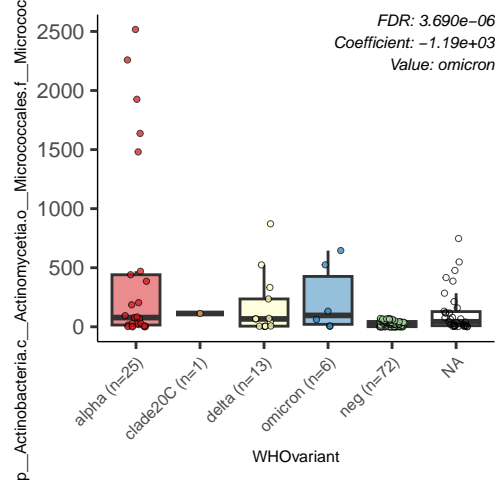 FDR: 3.690e−06
Coefficient: −1.19e+03
Value: omicron
p__Actinobacteria.c__Actinomycetia.o__Micrococcales.f__Micrococ
2500
2000
1500
1000
500
0
alpha (n=25)
clade20C (n=1)
delta (n=13)
omicron (n=6)
neg (n=72)
NA
WHOvariant